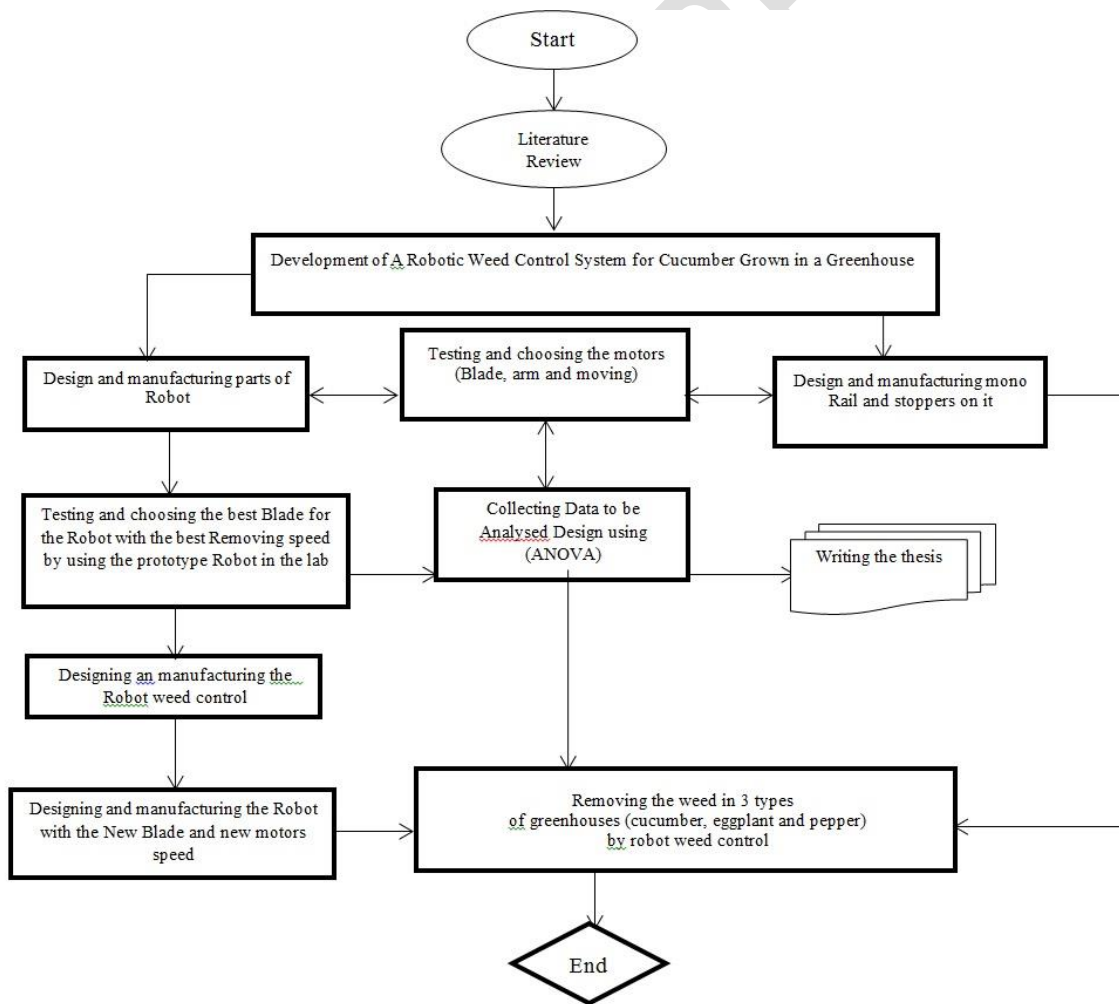 Start
Literature
Review
Development of A Robotic Weed Control System for Cucumber Grown in a Greenhouse
Testing and choosing the motors
(Blade, arm and moving)
Design and manufacturing parts of
Robot
Design and manufacturing mono
Rail and stoppers on it
Testing and choosing the best Blade for
the Robot with the best Removing speed
by using the prototype Robot in the lab
Collecting Data to be
Analysed Design using
(ANOVA)
Writing the thesis
Designing an manufacturing the
Robot weed control
Designing and manufacturing the Robot
with the New Blade and new motors
speed
Removing the weed in 3 types
of greenhouses (cucumber, eggplant and pepper)
by robot weed control
End